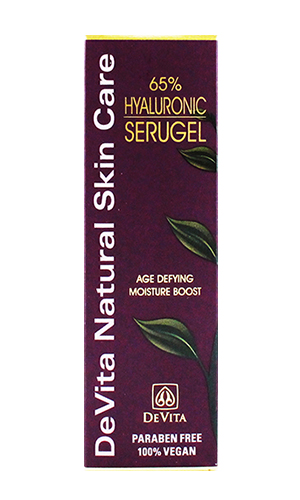 DeVita Natural Skin Care
65%
HYALURONIC
SERUGEL
AGE DEFYING
MOISTURE BOOST
DEVITA
PARABEN FREE
100% VEGAN